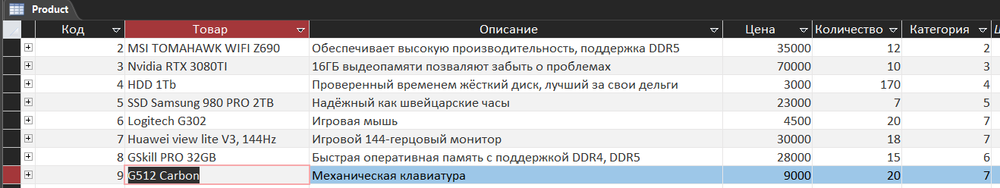 Product
Код Товар Описание Цена Количество Категория
2 MSI TOMAHAWK WIFI Z690 Обеспечивает высокую производительность, поддержка DDR5 35000 12 2
3 Nvidia RTX 3080TI 16ГБ выдеопамяти позваляют забыть о проблемах 70000 10 3
4 HDD 1Tb Проверенный временем жёсткий диск, лучший за свои деньги 3000 170 4
5 SSD Samsung 980 PRO 2TB Надёжный как швейцарские часы 23000 7 5
6 Logitech G302 Игровая мышь 4500 20 7
7 Huawei view lite V3, 144Hz Игровой 144-герцовый монитор 30000 18 7
8 GSkill PRO 32GB Быстрая оперативная память с поддержкой DDR4, DDR5 28000 15 6
9 G512 Carbon Механическая клавиатура 9000 20 7